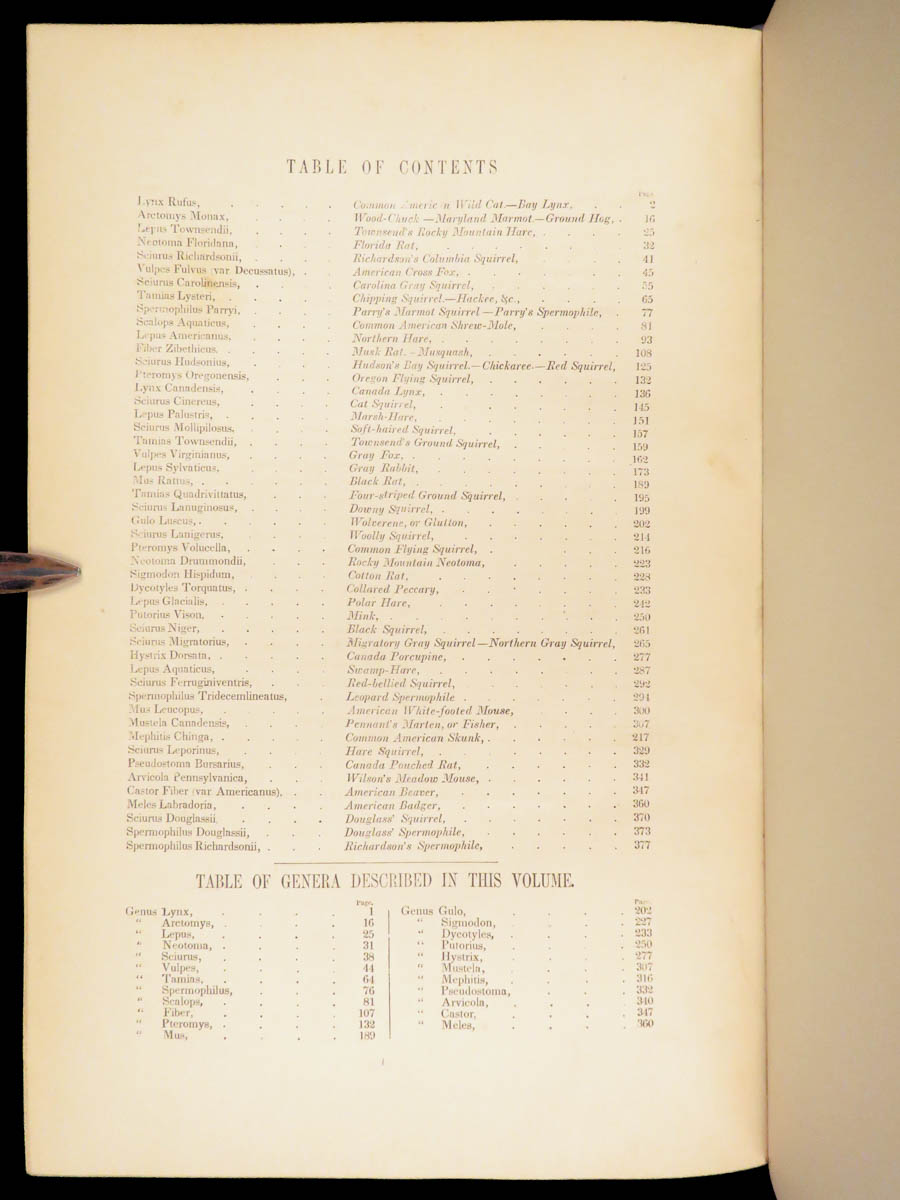 TABLE OF CONTENTS
Page.
Lynx Rufus, . . . . . Common American Wild Cat.—Bay Lynx, . . 2
Arctomys Monax, . . . . Wood-Chuck —Maryland Marmot.—Ground Hog, . 16
Lepus Townsendii, . . . . Townsend's Rocky Mountain Hare, . . . . 25
Neotoma Floridana, . . . . Florida Rat, . . . . . . . 32
Sciurus Richardsonii, . . . . Richardson's Columbia Squirrel, . . . . 41
Vulpes Fulvus (var Decussatus), . American Cross Fox, . . . . . . 45
Sciurus Carolinensis, . . . . Carolina Gray Squirrel, . . . . . 55
Tamias Lysteri, . . . . Chipping Squirrel.—Hackee, &c., . . . . 65
Spermophilus Parryi, . . . . Parry's Marmot Squirrel —Parry's Spermophile, . 77
Scalops Aquaticus, . . . . Common American Shrew-Mole, . . . . 81
Lepus Americanus, . . . . Northern Hare, . . . . . . . 93
Fiber Zibethicus. . . . . Musk Rat. - Musquash, . . . . . . 108
Sciurus Hudsonius, . . . . Hudson's Bay Squirrel.—Chickaree.—Red Squirrel, 125
Pteromys Oregonensis, . . . Oregon Flying Squirrel, . . . . . . 132
Lynx Canadensis, . . . . Canada Lynx, . . . . . . . 136
Sciurus Cinereus, . . . . Cat Squirrel, . . . . . . . 145
Lepus Palustris, . . . . Marsh-Hare, . . . . . . . 151
Sciurus Mollipilosus, . . . . Soft-haired Squirrel, . . . . . . 157
Tamias Townsendii, . . . . Townsend's Ground Squirrel, . . . . . 159
Vulpes Virginianus, . . . . Gray Fox, . . . . . . . . 162
Lepus Sylvaticus, . . . . Gray Rabbit, . . . . . . . 173
Mus Rattus, . . . . . Black Rat, . . . . . . . . 189
Tamias Quadrivittatus, . . . Four-striped Ground Squirrel, . . . . . 195
Sciurus Lanuginosus, . . . . Downy Squirrel, . . . . . . . 199
Gulo Luscus, . . . . . Wolverene, or Glutton, . . . . . . 202
Sciurus Lanigerus, . . . . Woolly Squirrel, . . . . . . . 214
Pteromys Volucella, . . . . Common Flying Squirrel, . . . . . 216
Neotoma Drummondii, . . . Rocky Mountain Neotoma, . . . . . 223
Sigmodon Hispidum, . . . . Cotton Rat, . . . . . . . 228
Dycotyles Torquatus, . . . . Collared Peccary, . . . . . . 233
Lepus Glacialis, . . . . . Polar Hare, . . . . . . . 242
Putorius Vison, . . . . . Mink, . . . . . . . . 250
Sciurus Niger, . . . . . Black Squirrel, . . . . . . . 261
Sciurus Migratorius, . . . . Migratory Gray Squirrel—Northern Gray Squirrel, 265
Hystrix Dorsata, . . . . . Canada Porcupine, . . . . . . 277
Lepus Aquaticus, . . . . Swamp-Hare, . . . . . . . 287
Sciurus Ferruginiventris, . . . Red-bellied Squirrel, . . . . . . 292
Spermophilus Tridecemlineatus, . Leopard Spermophile . . . . . . 294
Mus Leucopus, . . . . . American White-footed Mouse, . . . . 300
Mustela Canadensis, . . . . Pennant's Marten, or Fisher, . . . . . 307
Mephitis Chinga, . . . . . Common American Skunk, . . . . . 217
Sciurus Leporinus, . . . . Hare Squirrel, . . . . . . . 329
Pseudostoma Bursarius, . . . Canada Pouched Rat, . . . . . . 332
Arvicola Pennsylvanica, . . . Wilson's Meadow Mouse, . . . . . . 341
Castor Fiber (var Americanus), . . American Beaver, . . . . . . 347
Meles Labradoria, . . . . American Badger, . . . . . . 360
Sciurus Douglassii, . . . . Douglass' Squirrel, . . . . . . 370
Spermophilus Douglassii, . . . Douglass' Spermophile, . . . . . 373
Spermophilus Richardsonii, . . . Richardson's Spermophile, . . . . . 377
TABLE OF GENERA DESCRIBED IN THIS VOLUME.
Page.
Genus Lynx, . . . . 1
" Arctomys, . . . . 16
" Lepus, . . . . 25
" Neotoma, . . . . 31
" Sciurus, . . . . 38
" Vulpes, . . . . 44
" Tamias, . . . . 64
" Spermophilus, . . . 76
" Scalops, . . . . 81
" Fiber, . . . . 107
" Pteromys, . . . . 132
" Mus, . . . . 189
Page.
Genus Gulo, . . . . 202
" Sigmodon, . . . . 227
" Dycotyles, . . . . 233
" Putorius, . . . . 250
" Hystrix, . . . . 277
" Mustela, . . . . 307
" Mephitis, . . . . 316
" Pseudostoma, . . . . 332
" Arvicola, . . . . 340
" Castor, . . . . 347
" Meles, . . . . 360